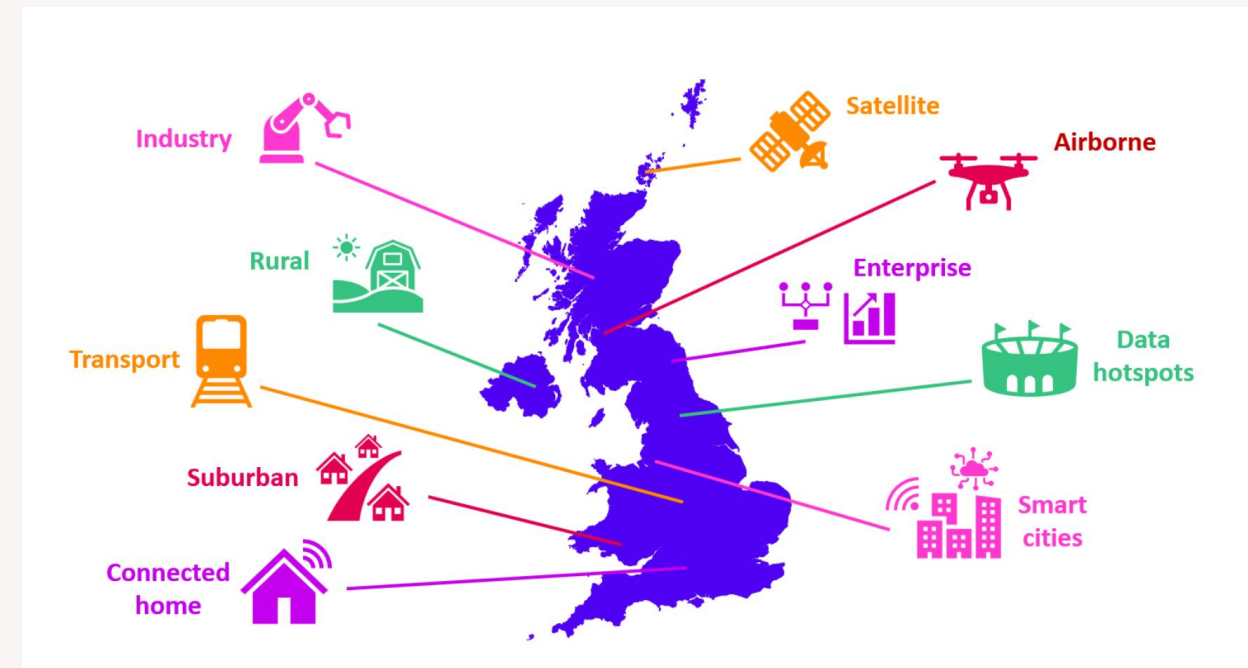 Industry
Satellite
Airborne
Rural
Enterprise
Transport
Data
hotspots
Suburban
Smart
cities
Connected
home